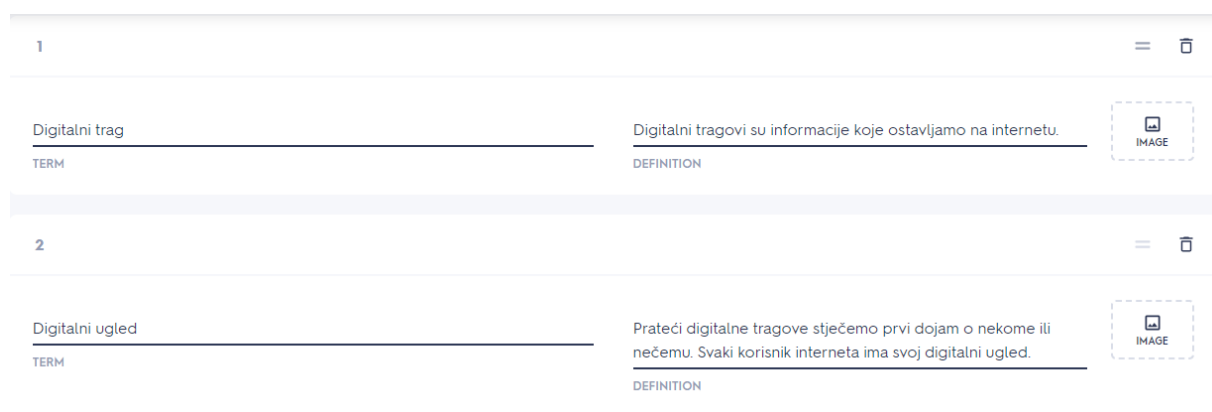 1
Digitalni trag
Digitalni tragovi su informacije koje ostavljamo na internetu.
IMAGE
TERM
DEFINITION
2
Digitalni ugled
Prateći digitalne tragove stječemo prvi dojam o nekome ili
nečemu. Svaki korisnik interneta ima svoj digitalni ugled.
IMAGE
TERM
DEFINITION